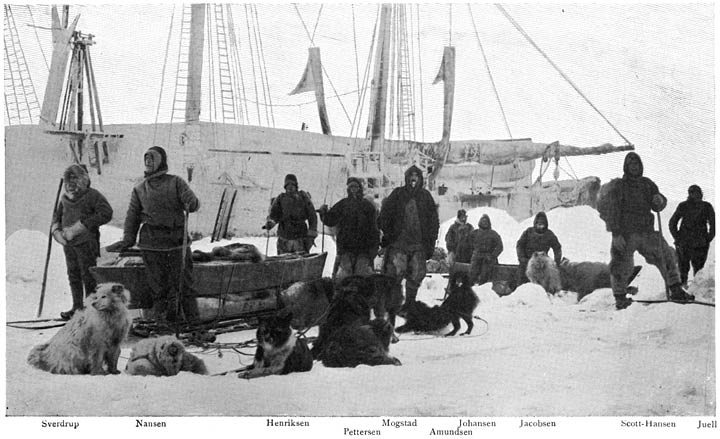 Sverdrup Nansen Henriksen Mogstad Johansen Jacobsen Scott-Hansen Juell
Pettersen Amundsen